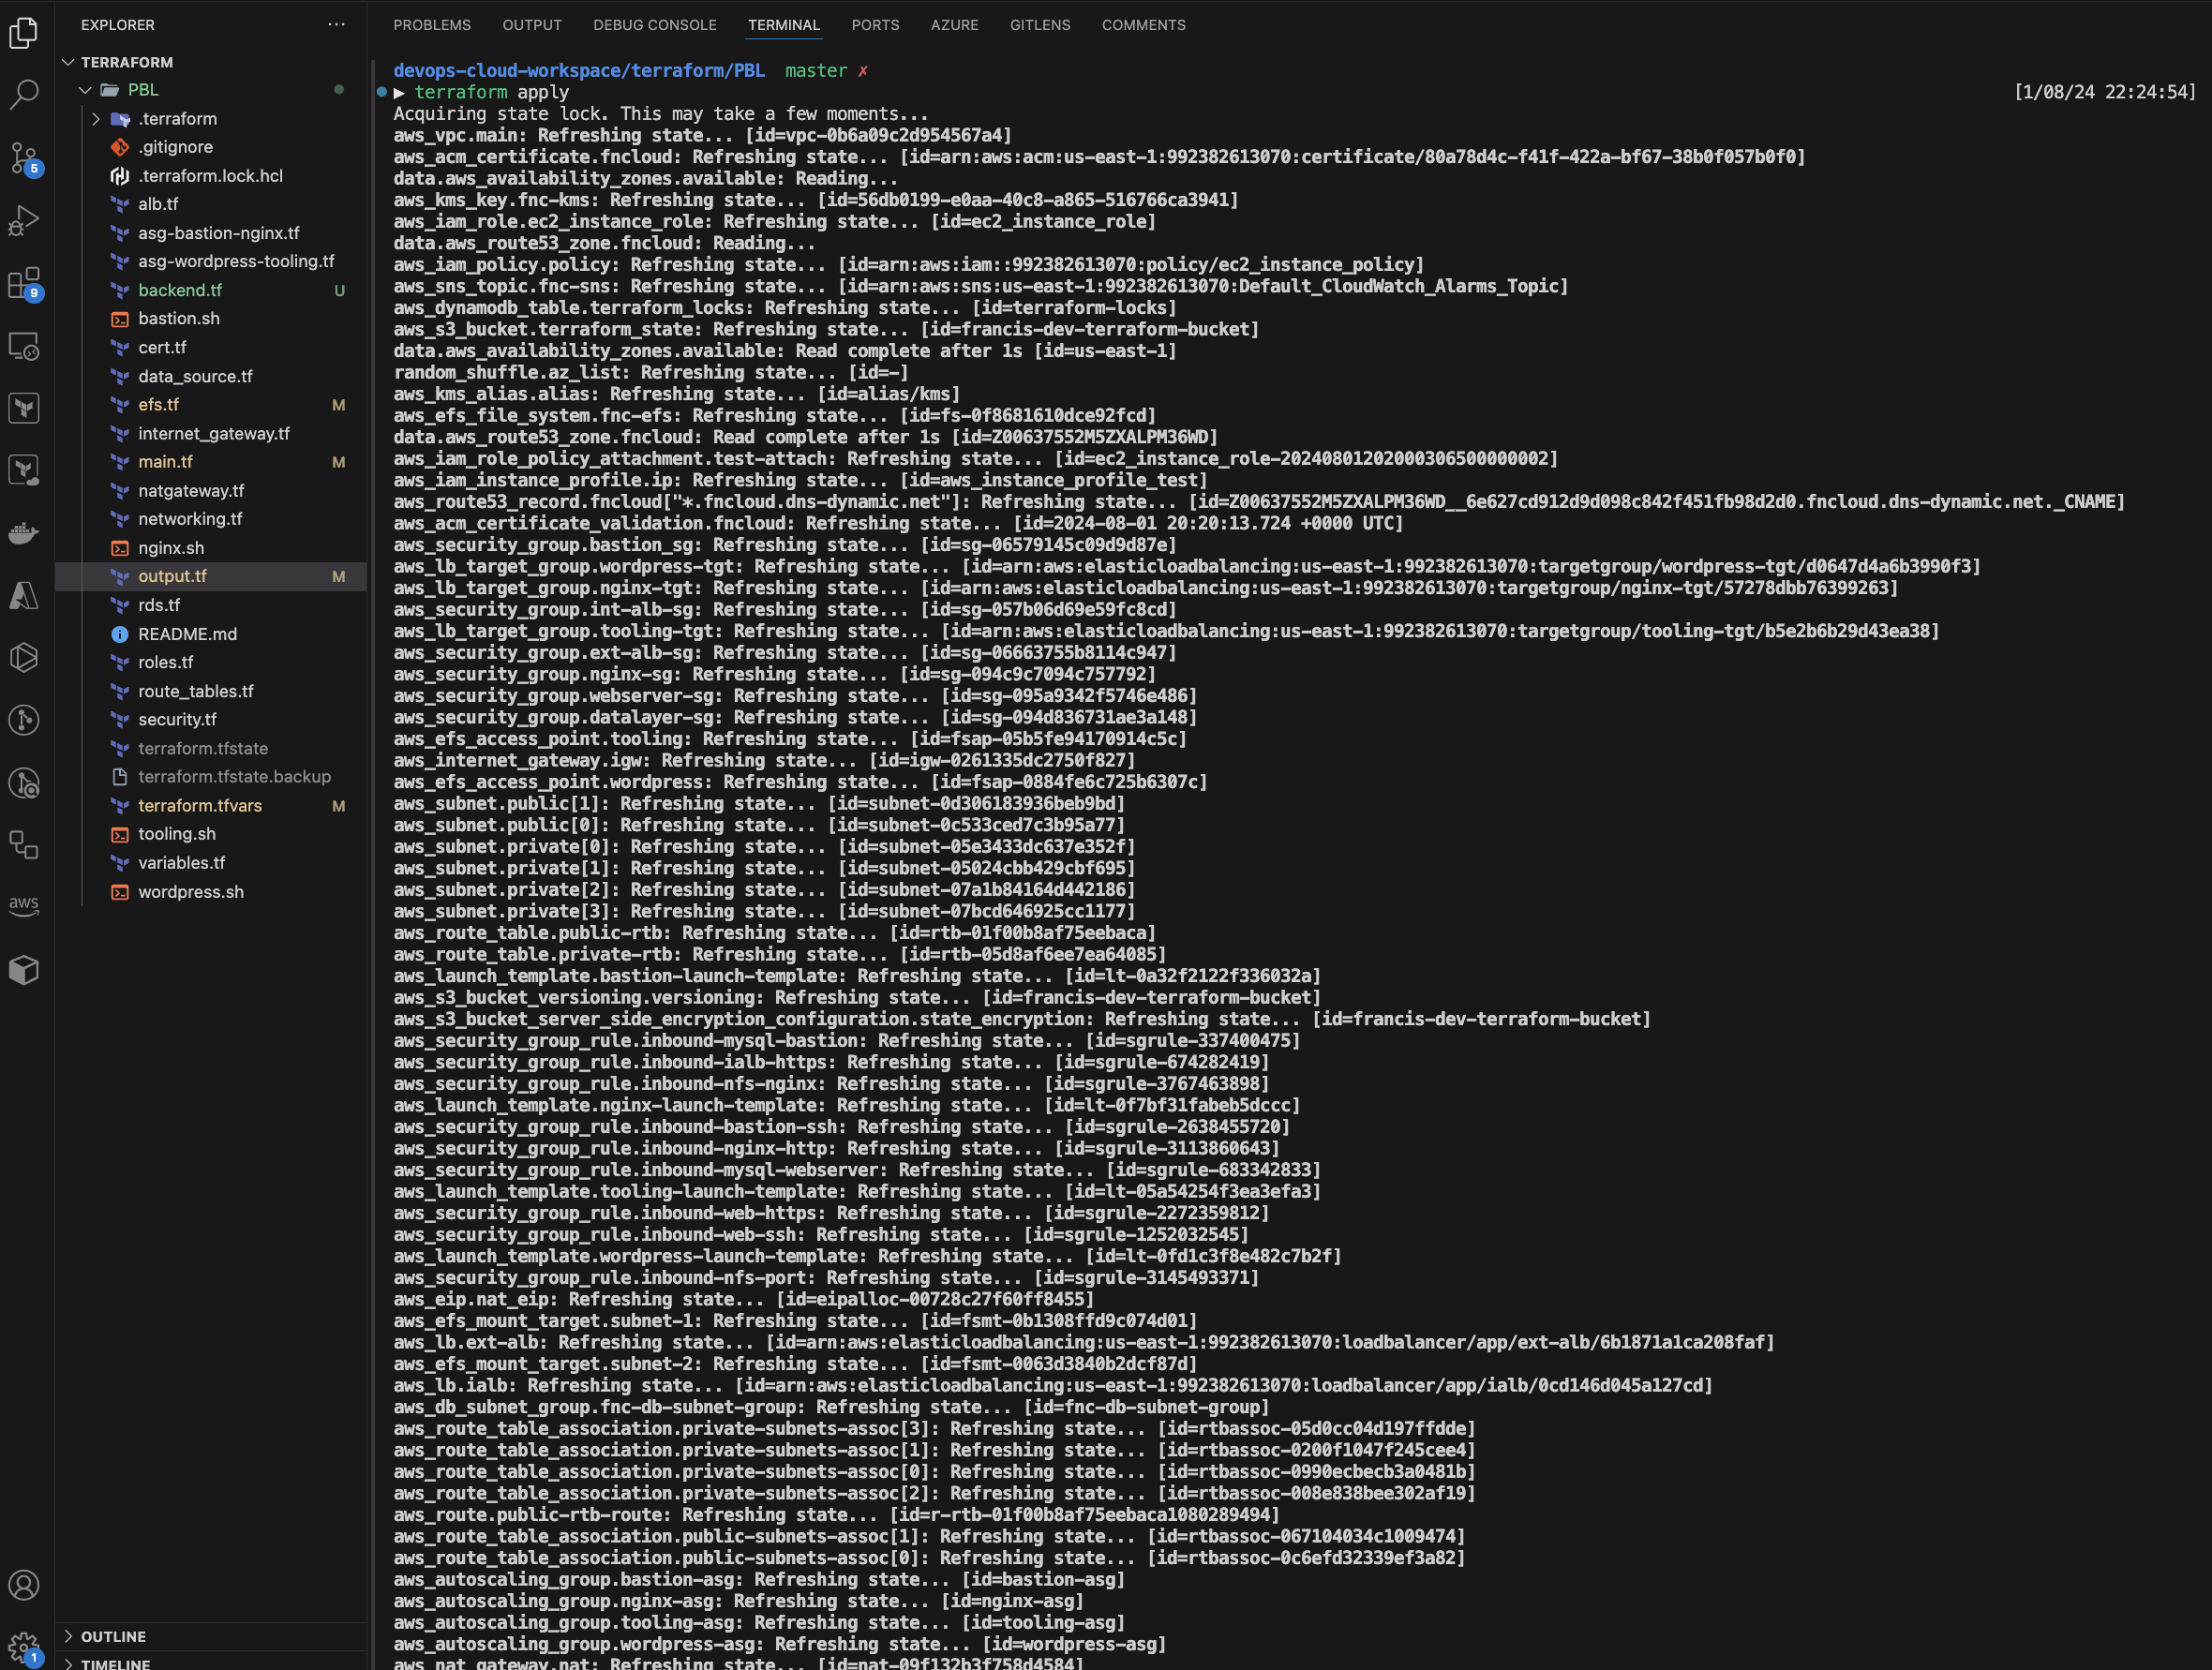 EXPLORER
TERRAFORM
PBL
.terraform
.gitignore
.terraform.lock.hcl
alb.tf
asg-bastion-nginx.tf
asg-wordpress-tooling.tf
backend.tf U
bastion.sh
cert.tf
data_source.tf
efs.tf M
internet_gateway.tf
main.tf M
natgateway.tf
networking.tf
nginx.sh
output.tf M
rds.tf
README.md
roles.tf
route_tables.tf
security.tf
terraform.tfstate
terraform.tfstate.backup
terraform.tfvars M
tooling.sh
variables.tf
wordpress.sh
OUTLINE
TIMELINE
5
9
aws
1
PROBLEMS OUTPUT DEBUG CONSOLE TERMINAL PORTS AZURE GITLENS COMMENTS
devops-cloud-workspace/terraform/PBL master ✗
▶ terraform apply [1/08/24 22:24:54]
Acquiring state lock. This may take a few moments...
aws_vpc.main: Refreshing state... [id=vpc-0b6a09c2d954567a4]
aws_acm_certificate.fncloud: Refreshing state... [id=arn:aws:acm:us-east-1:992382613070:certificate/80a78d4c-f41f-422a-bf67-38b0f057b0f0]
data.aws_availability_zones.available: Reading...
aws_kms_key.fnc-kms: Refreshing state... [id=56db0199-e0aa-40c8-a865-516766ca3941]
aws_iam_role.ec2_instance_role: Refreshing state... [id=ec2_instance_role]
data.aws_route53_zone.fncloud: Reading...
aws_iam_policy.policy: Refreshing state... [id=arn:aws:iam::992382613070:policy/ec2_instance_policy]
aws_sns_topic.fnc-sns: Refreshing state... [id=arn:aws:sns:us-east-1:992382613070:Default_CloudWatch_Alarms_Topic]
aws_dynamodb_table.terraform_locks: Refreshing state... [id=terraform-locks]
aws_s3_bucket.terraform_state: Refreshing state... [id=francis-dev-terraform-bucket]
data.aws_availability_zones.available: Read complete after 1s [id=us-east-1]
random_shuffle.az_list: Refreshing state... [id=-]
aws_kms_alias.alias: Refreshing state... [id=alias/kms]
aws_efs_file_system.fnc-efs: Refreshing state... [id=fs-0f8681610dce92fcd]
data.aws_route53_zone.fncloud: Read complete after 1s [id=Z00637552M5ZXALPM36WD]
aws_iam_role_policy_attachment.test-attach: Refreshing state... [id=ec2_instance_role-20240801202000306500000002]
aws_iam_instance_profile.ip: Refreshing state... [id=aws_instance_profile_test]
aws_route53_record.fncloud["*.fncloud.dns-dynamic.net"]: Refreshing state... [id=Z00637552M5ZXALPM36WD__6e627cd912d9d098c842f451fb98d2d0.fncloud.dns-dynamic.net._CNAME]
aws_acm_certificate_validation.fncloud: Refreshing state... [id=2024-08-01 20:20:13.724 +0000 UTC]
aws_security_group.bastion_sg: Refreshing state... [id=sg-06579145c09d9d87e]
aws_lb_target_group.wordpress-tgt: Refreshing state... [id=arn:aws:elasticloadbalancing:us-east-1:992382613070:targetgroup/wordpress-tgt/d0647d4a6b3990f3]
aws_lb_target_group.nginx-tgt: Refreshing state... [id=arn:aws:elasticloadbalancing:us-east-1:992382613070:targetgroup/nginx-tgt/57278dbb76399263]
aws_security_group.int-alb-sg: Refreshing state... [id=sg-057b06d69e59fc8cd]
aws_lb_target_group.tooling-tgt: Refreshing state... [id=arn:aws:elasticloadbalancing:us-east-1:992382613070:targetgroup/tooling-tgt/b5e2b6b29d43ea38]
aws_security_group.ext-alb-sg: Refreshing state... [id=sg-06663755b8114c947]
aws_security_group.nginx-sg: Refreshing state... [id=sg-094c9c7094c757792]
aws_security_group.webserver-sg: Refreshing state... [id=sg-095a9342f5746e486]
aws_security_group.datalayer-sg: Refreshing state... [id=sg-094d836731ae3a148]
aws_efs_access_point.tooling: Refreshing state... [id=fsap-05b5fe94170914c5c]
aws_internet_gateway.igw: Refreshing state... [id=igw-0261335dc2750f827]
aws_efs_access_point.wordpress: Refreshing state... [id=fsap-0884fe6c725b6307c]
aws_subnet.public[1]: Refreshing state... [id=subnet-0d306183936beb9bd]
aws_subnet.public[0]: Refreshing state... [id=subnet-0c533ced7c3b95a77]
aws_subnet.private[0]: Refreshing state... [id=subnet-05e3433dc637e352f]
aws_subnet.private[1]: Refreshing state... [id=subnet-05024cbb429cbf695]
aws_subnet.private[2]: Refreshing state... [id=subnet-07a1b84164d442186]
aws_subnet.private[3]: Refreshing state... [id=subnet-07bcd646925cc1177]
aws_route_table.public-rtb: Refreshing state... [id=rtb-01f00b8af75eebaca]
aws_route_table.private-rtb: Refreshing state... [id=rtb-05d8af6ee7ea64085]
aws_launch_template.bastion-launch-template: Refreshing state... [id=lt-0a32f2122f336032a]
aws_s3_bucket_versioning.versioning: Refreshing state... [id=francis-dev-terraform-bucket]
aws_s3_bucket_server_side_encryption_configuration.state_encryption: Refreshing state... [id=francis-dev-terraform-bucket]
aws_security_group_rule.inbound-mysql-bastion: Refreshing state... [id=sgrule-337400475]
aws_security_group_rule.inbound-ialb-https: Refreshing state... [id=sgrule-674282419]
aws_security_group_rule.inbound-nfs-nginx: Refreshing state... [id=sgrule-3767463898]
aws_launch_template.nginx-launch-template: Refreshing state... [id=lt-0f7bf31fabeb5dccc]
aws_security_group_rule.inbound-bastion-ssh: Refreshing state... [id=sgrule-2638455720]
aws_security_group_rule.inbound-nginx-http: Refreshing state... [id=sgrule-3113860643]
aws_security_group_rule.inbound-mysql-webserver: Refreshing state... [id=sgrule-683342833]
aws_launch_template.tooling-launch-template: Refreshing state... [id=lt-05a54254f3ea3efa3]
aws_security_group_rule.inbound-web-https: Refreshing state... [id=sgrule-2272359812]
aws_security_group_rule.inbound-web-ssh: Refreshing state... [id=sgrule-1252032545]
aws_launch_template.wordpress-launch-template: Refreshing state... [id=lt-0fd1c3f8e482c7b2f]
aws_security_group_rule.inbound-nfs-port: Refreshing state... [id=sgrule-3145493371]
aws_eip.nat_eip: Refreshing state... [id=eipalloc-00728c27f60ff8455]
aws_efs_mount_target.subnet-1: Refreshing state... [id=fsmt-0b1308ffd9c074d01]
aws_lb.ext-alb: Refreshing state... [id=arn:aws:elasticloadbalancing:us-east-1:992382613070:loadbalancer/app/ext-alb/6b1871a1ca208faf]
aws_efs_mount_target.subnet-2: Refreshing state... [id=fsmt-0063d3840b2dcf87d]
aws_lb.ialb: Refreshing state... [id=arn:aws:elasticloadbalancing:us-east-1:992382613070:loadbalancer/app/ialb/0cd146d045a127cd]
aws_db_subnet_group.fnc-db-subnet-group: Refreshing state... [id=fnc-db-subnet-group]
aws_route_table_association.private-subnets-assoc[3]: Refreshing state... [id=rtbassoc-05d0cc04d197ffdde]
aws_route_table_association.private-subnets-assoc[1]: Refreshing state... [id=rtbassoc-0200f1047f245cee4]
aws_route_table_association.private-subnets-assoc[0]: Refreshing state... [id=rtbassoc-0990ecbecb3a0481b]
aws_route_table_association.private-subnets-assoc[2]: Refreshing state... [id=rtbassoc-008e838bee302af19]
aws_route.public-rtb-route: Refreshing state... [id=r-rtb-01f00b8af75eebaca1080289494]
aws_route_table_association.public-subnets-assoc[1]: Refreshing state... [id=rtbassoc-067104034c1009474]
aws_route_table_association.public-subnets-assoc[0]: Refreshing state... [id=rtbassoc-0c6efd32339ef3a82]
aws_autoscaling_group.bastion-asg: Refreshing state... [id=bastion-asg]
aws_autoscaling_group.nginx-asg: Refreshing state... [id=nginx-asg]
aws_autoscaling_group.tooling-asg: Refreshing state... [id=tooling-asg]
aws_autoscaling_group.wordpress-asg: Refreshing state... [id=wordpress-asg]
aws_nat_gateway.nat: Refreshing state... [id=nat-09f132b3f758d4584]